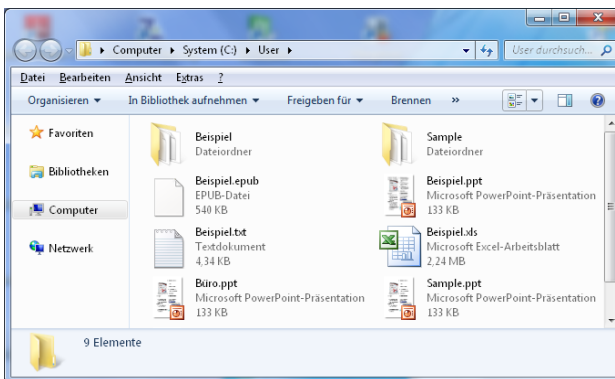 Computer ▸ System (C:) ▸ User ▸
User durchsuch...
Datei Bearbeiten Ansicht Extras ?
Organisieren In Bibliothek aufnehmen Freigeben für Brennen »
Favoriten
Bibliotheken
Computer
Netzwerk
Beispiel
Dateiordner
Sample
Dateiordner
Beispiel.epub
EPUB-Datei
540 KB
Beispiel.ppt
Microsoft PowerPoint-Präsentation
133 KB
Beispiel.txt
Textdokument
4,34 KB
Beispiel.xls
Microsoft Excel-Arbeitsblatt
2,24 MB
Büro.ppt
Microsoft PowerPoint-Präsentation
133 KB
Sample.ppt
Microsoft PowerPoint-Präsentation
133 KB
9 Elemente